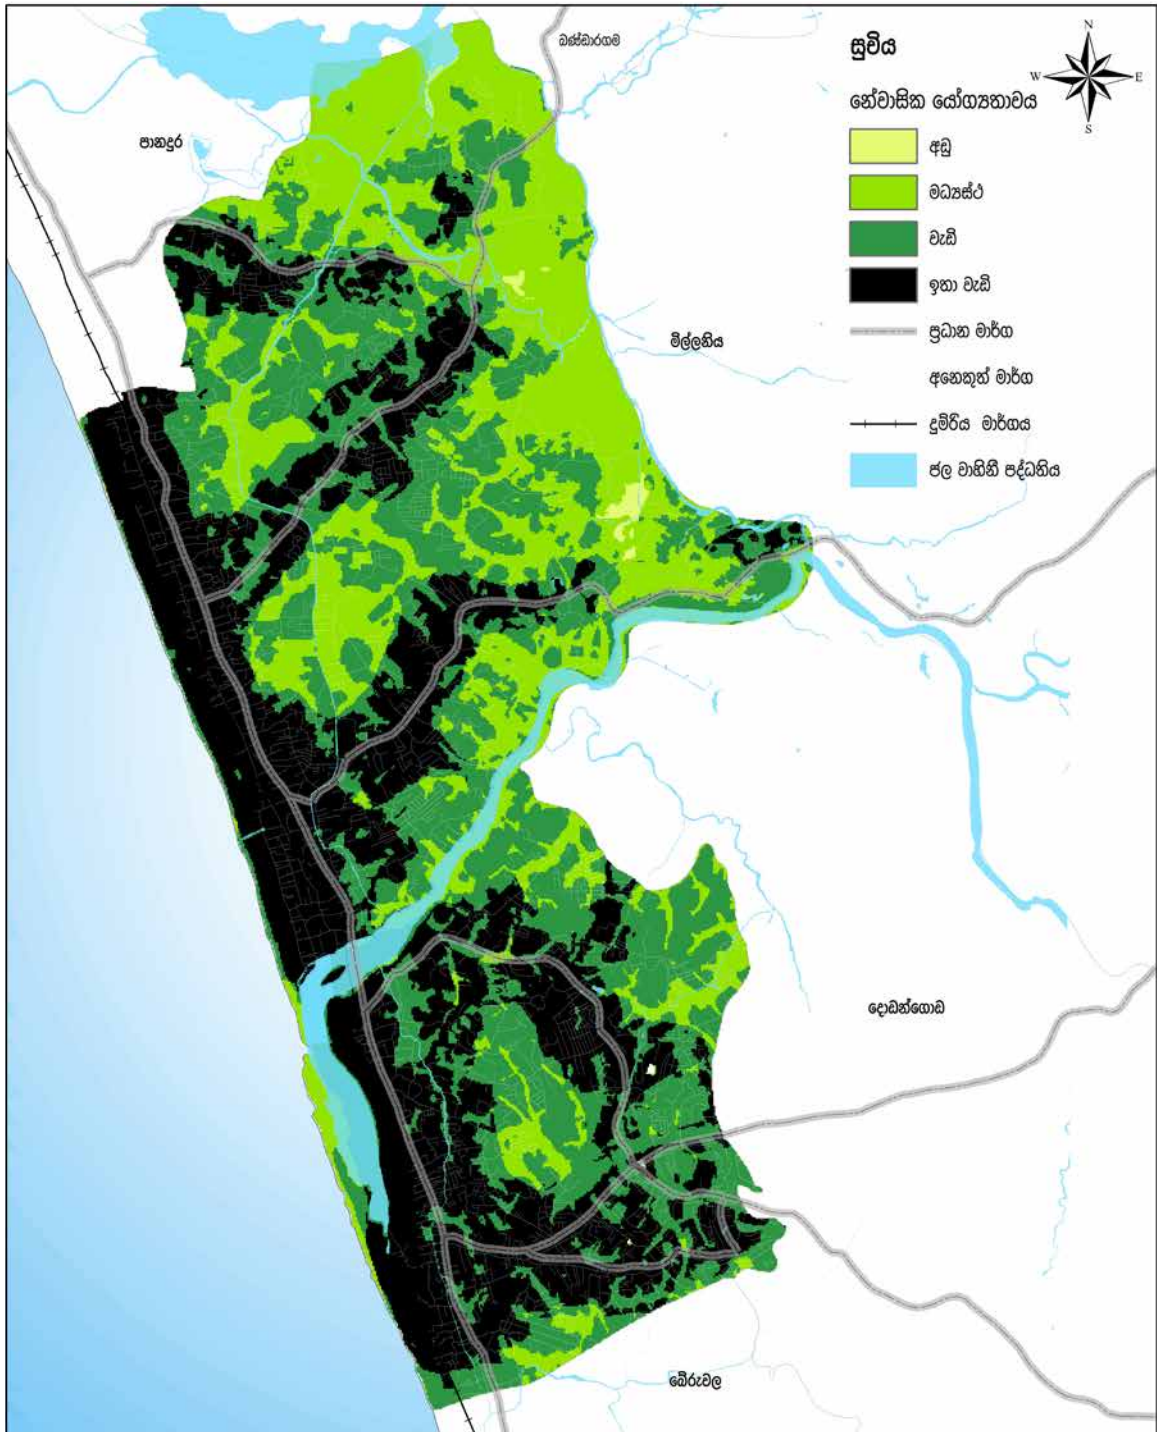 බණ්ඩාරගම
සූචිය
N
W
E
S
නේවාසික යෝග්‍යතාවය
පානදුර
අඩු
මධ්‍යස්ථ
වැඩි
ඉතා වැඩි
ප්‍රධාන මාර්ග
මිල්ලනිය
අනෙකුත් මාර්ග
දුම්රිය මාර්ගය
ජල වාහිනී පද්ධතිය
දොඩන්ගොඩ
බේරුවල